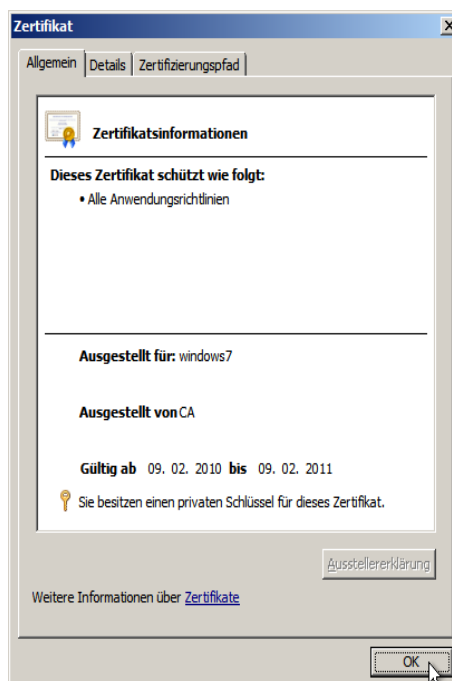 Zertifikat
Allgemein Details Zertifizierungspfad
Zertifikatsinformationen
Dieses Zertifikat schützt wie folgt:
• Alle Anwendungsrichtlinien
Ausgestellt für: windows7
Ausgestellt von CA
Gültig ab 09. 02. 2010 bis 09. 02. 2011
Sie besitzen einen privaten Schlüssel für dieses Zertifikat.
Ausstellererklärung
Weitere Informationen über Zertifikate
OK